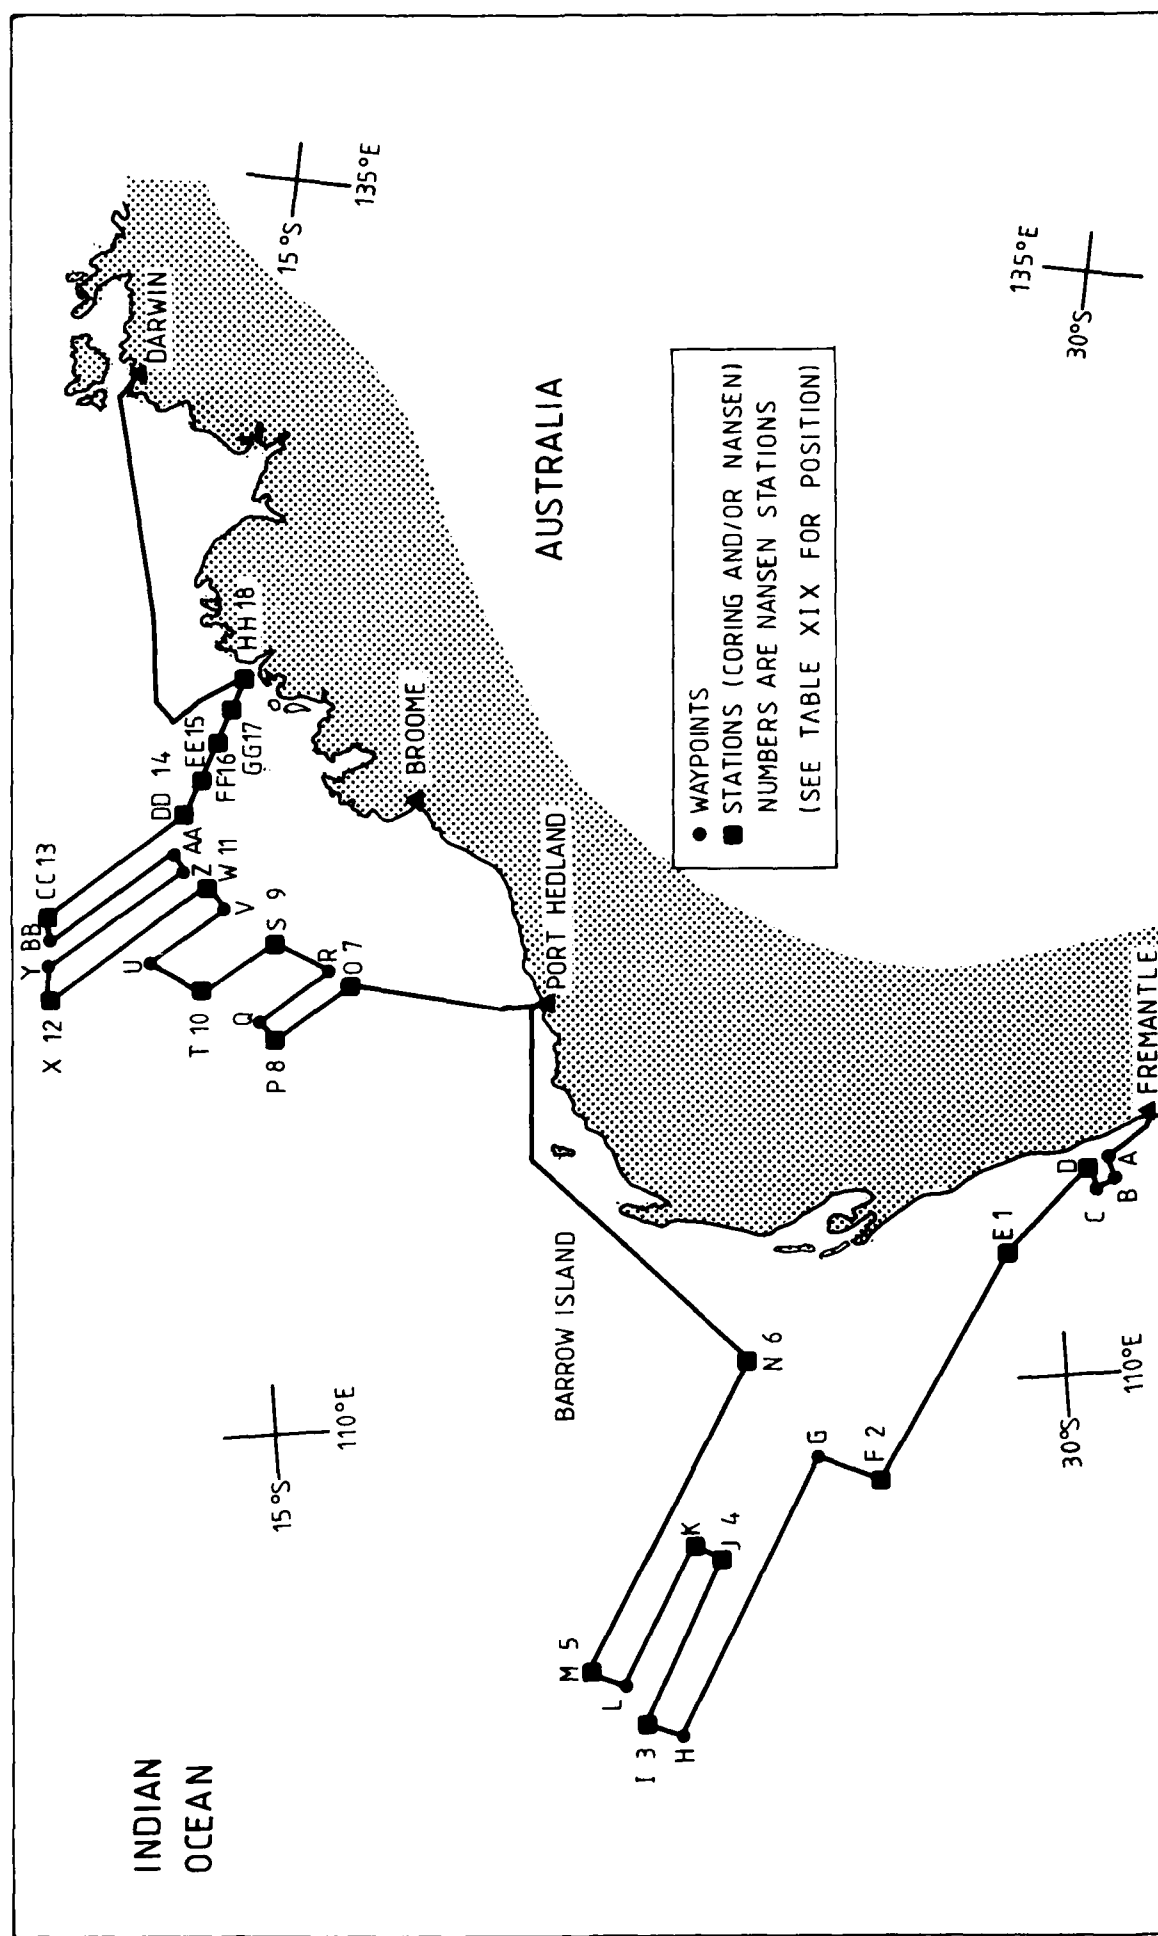 INDIAN
OCEAN
X 12
Y
BB
CC13
U
T 10
Q
P 8
R
O 7
S 9
V
W 11
Z
AA
DD 14
EE15
FF16
GG17
HH18
DARWIN
15°S
135°E
BROOME
PORT HEDLAND
AUSTRALIA
15°S
110°E
BARROW ISLAND
M 5
L
I 3
H
K
J 4
G
F 2
N 6
E 1
D
C
B
A
FREMANTLE
30°S
110°E
30°S
135°E
WAYPOINTS
STATIONS (CORING AND/OR NANSEN)
NUMBERS ARE NANSEN STATIONS
(SEE TABLE XIX FOR POSITION)